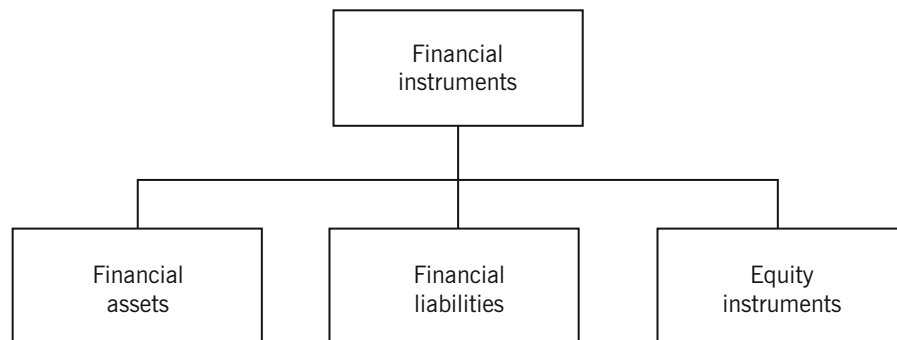 Financial
instruments
Financial
assets
Financial
liabilities
Equity
instruments